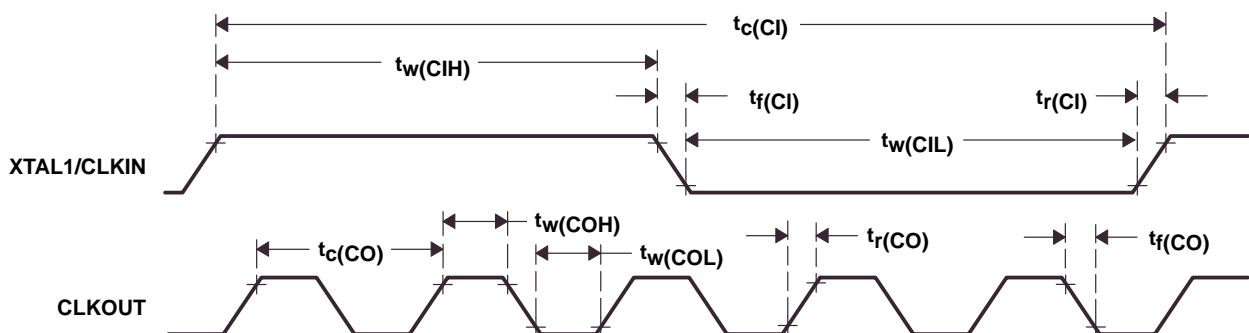 tc(CI)
tw(CIH)
tf(CI)
tr(CI)
tw(CIL)
XTAL1/CLKIN
tw(COH)
tc(CO)
tw(COL)
tr(CO)
tf(CO)
CLKOUT